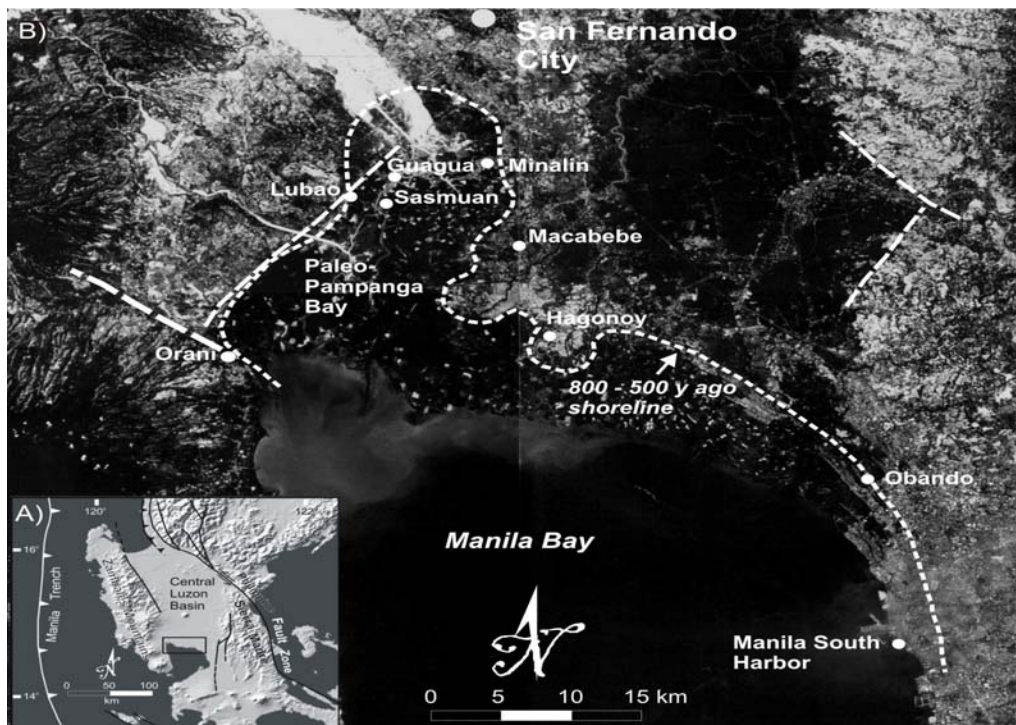 B)
San Fernando
City
Guagua
Minalin
Lubao
Sasmuan
Macabebe
Paleo-
Pampanga
Bay
Hagonoy
Orani
800 - 500 y ago
shoreline
Obando
Manila Bay
N
Manila South
Harbor
0 5 10 15 km
A)
120°
122°
16°
Manila Trench
Central
Luzon
Basin
Fault
Zone
N
14°
0 50 100
km